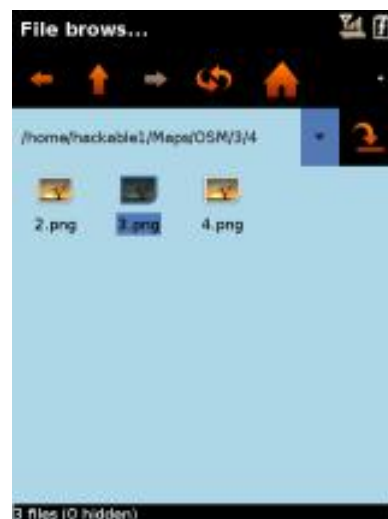 File brows...
/home/hackable1/Maps/OSM/3/4
2.png 3.png 4.png
3 files (0 hidden)